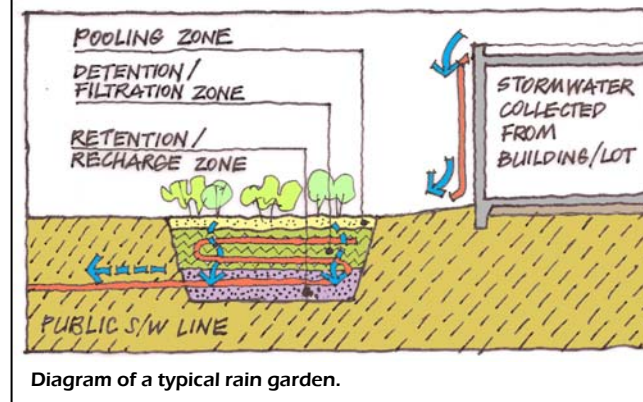 POOLING ZONE
DETENTION/
FILTRATION ZONE
RETENTION/
RECHARGE ZONE
STORMWATER
COLLECTED
FROM
BUILDING/LOT
PUBLIC S/W LINE
Diagram of a typical rain garden.